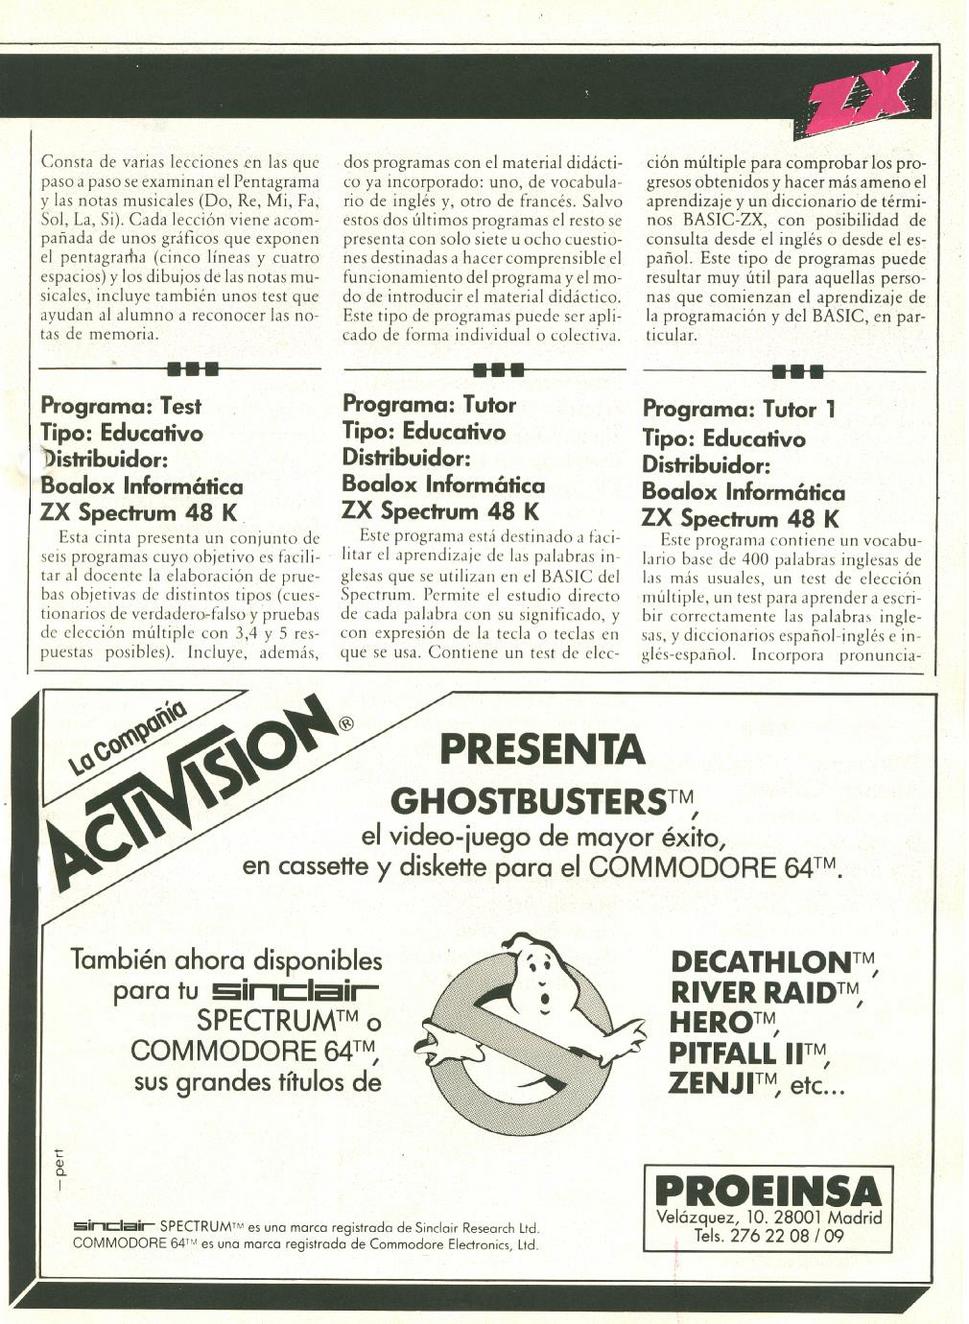 ZX
Consta de varias lecciones en las que
paso a paso se examinan el Pentagrama
y las notas musicales (Do, Re, Mi, Fa,
Sol, La, Si). Cada lección viene acom-
pañada de unos gráficos que exponen
el pentagrama (cinco líneas y cuatro
espacios) y los dibujos de las notas mu-
sicales, incluye también unos test que
ayudan al alumno a reconocer las no-
tas de memoria.
Programa: Test
Tipo: Educativo
Distribuidor:
Boalox Informática
ZX Spectrum 48 K
Esta cinta presenta un conjunto de
seis programas cuyo objetivo es facili-
tar al docente la elaboración de prue-
bas objetivas de distintos tipos (cues-
tionarios de verdadero-falso y pruebas
de elección múltiple con 3,4 y 5 res-
puestas posibles). Incluye, además,
dos programas con el material didácti-
co ya incorporado: uno, de vocabula-
rio de inglés y, otro de francés. Salvo
estos dos últimos programas el resto se
presenta con solo siete u ocho cuestio-
nes destinadas a hacer comprensible el
funcionamiento del programa y el mo-
do de introducir el material didáctico.
Este tipo de programas puede ser apli-
cado de forma individual o colectiva.
Programa: Tutor
Tipo: Educativo
Distribuidor:
Boalox Informática
ZX Spectrum 48 K
Este programa está destinado a faci-
litar el aprendizaje de las palabras in-
glesas que se utilizan en el BASIC del
Spectrum. Permite el estudio directo
de cada palabra con su significado, y
con expresión de la tecla o teclas en
que se usa. Contiene un test de elec-
ción múltiple para comprobar los pro-
gresos obtenidos y hacer más ameno el
aprendizaje y un diccionario de térmi-
nos BASIC-ZX, con posibilidad de
consulta desde el inglés o desde el es-
pañol. Este tipo de programas puede
resultar muy útil para aquellas perso-
nas que comienzan el aprendizaje de
la programación y del BASIC, en par-
ticular.
Programa: Tutor 1
Tipo: Educativo
Distribuidor:
Boalox Informática
ZX Spectrum 48 K
Este programa contiene un vocabu-
lario base de 400 palabras inglesas de
las más usuales, un test de elección
múltiple, un test para aprender a escri-
bir correctamente las palabras ingle-
sas, y diccionarios español-inglés e in-
glés-español. Incorpora pronuncia-
La Compañía
ACTIVISION®
PRESENTA
GHOSTBUSTERS™,
el video-juego de mayor éxito,
en cassette y diskette para el COMMODORE 64™.
También ahora disponibles
para tu sinclair
SPECTRUM™ o
COMMODORE 64™,
sus grandes títulos de
DECATHLON™,
RIVER RAID™,
HERO™,
PITFALL II™,
ZENJI™, etc...
— pert
sinclair SPECTRUM™ es una marca registrada de Sinclair Research Ltd.
COMMODORE 64™ es una marca registrada de Commodore Electronics, Ltd.
PROEINSA
Velázquez, 10. 28001 Madrid
Tels. 276 22 08 / 09